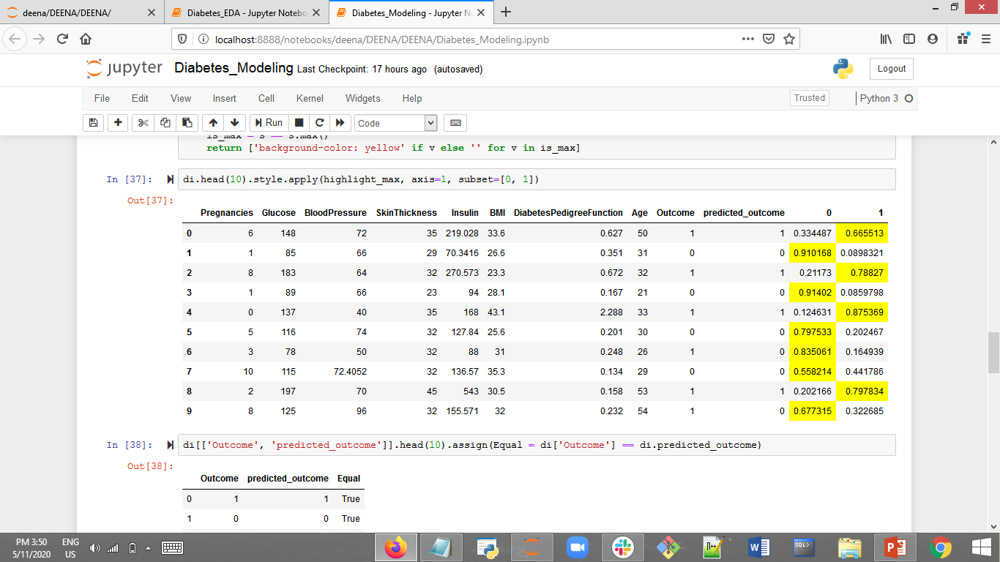 deena/DEENA/DEENA/
Diabetes_EDA - Jupyter Notebo
Diabetes_Modeling - Jupyter N
localhost:8888/notebooks/deena/DEENA/DEENA/Diabetes_Modeling.ipynb
jupyter Diabetes_Modeling Last Checkpoint: 17 hours ago (autosaved)
Logout
File Edit View Insert Cell Kernel Widgets Help
Trusted
Python 3
Run
Code
is_max = s == s.max()
return ['background-color: yellow' if v else '' for v in is_max]
In [37]: di.head(10).style.apply(highlight_max, axis=1, subset=[0, 1])
Out[37]:
Pregnancies Glucose BloodPressure SkinThickness Insulin BMI DiabetesPedigreeFunction Age Outcome predicted_outcome 0 1
0 6 148 72 35 219.028 33.6 0.627 50 1 1 0.334487 0.665513
1 1 85 66 29 70.3416 26.6 0.351 31 0 0 0.910168 0.0898321
2 8 183 64 32 270.573 23.3 0.672 32 1 1 0.21173 0.78827
3 1 89 66 23 94 28.1 0.167 21 0 0 0.91402 0.0859798
4 0 137 40 35 168 43.1 2.288 33 1 1 0.124631 0.875369
5 5 116 74 32 127.84 25.6 0.201 30 0 0 0.797533 0.202467
6 3 78 50 32 88 31 0.248 26 1 0 0.835061 0.164939
7 10 115 72.4052 32 136.57 35.3 0.134 29 0 0 0.558214 0.441786
8 2 197 70 45 543 30.5 0.158 53 1 1 0.202166 0.797834
9 8 125 96 32 155.571 32 0.232 54 1 0 0.677315 0.322685
In [38]: di[['Outcome', 'predicted_outcome']].head(10).assign(Equal = di['Outcome'] == di.predicted_outcome)
Out[38]:
Outcome predicted_outcome Equal
0 1 1 True
1 0 0 True
PM 3:50
5/11/2020
ENG
US
SQL>